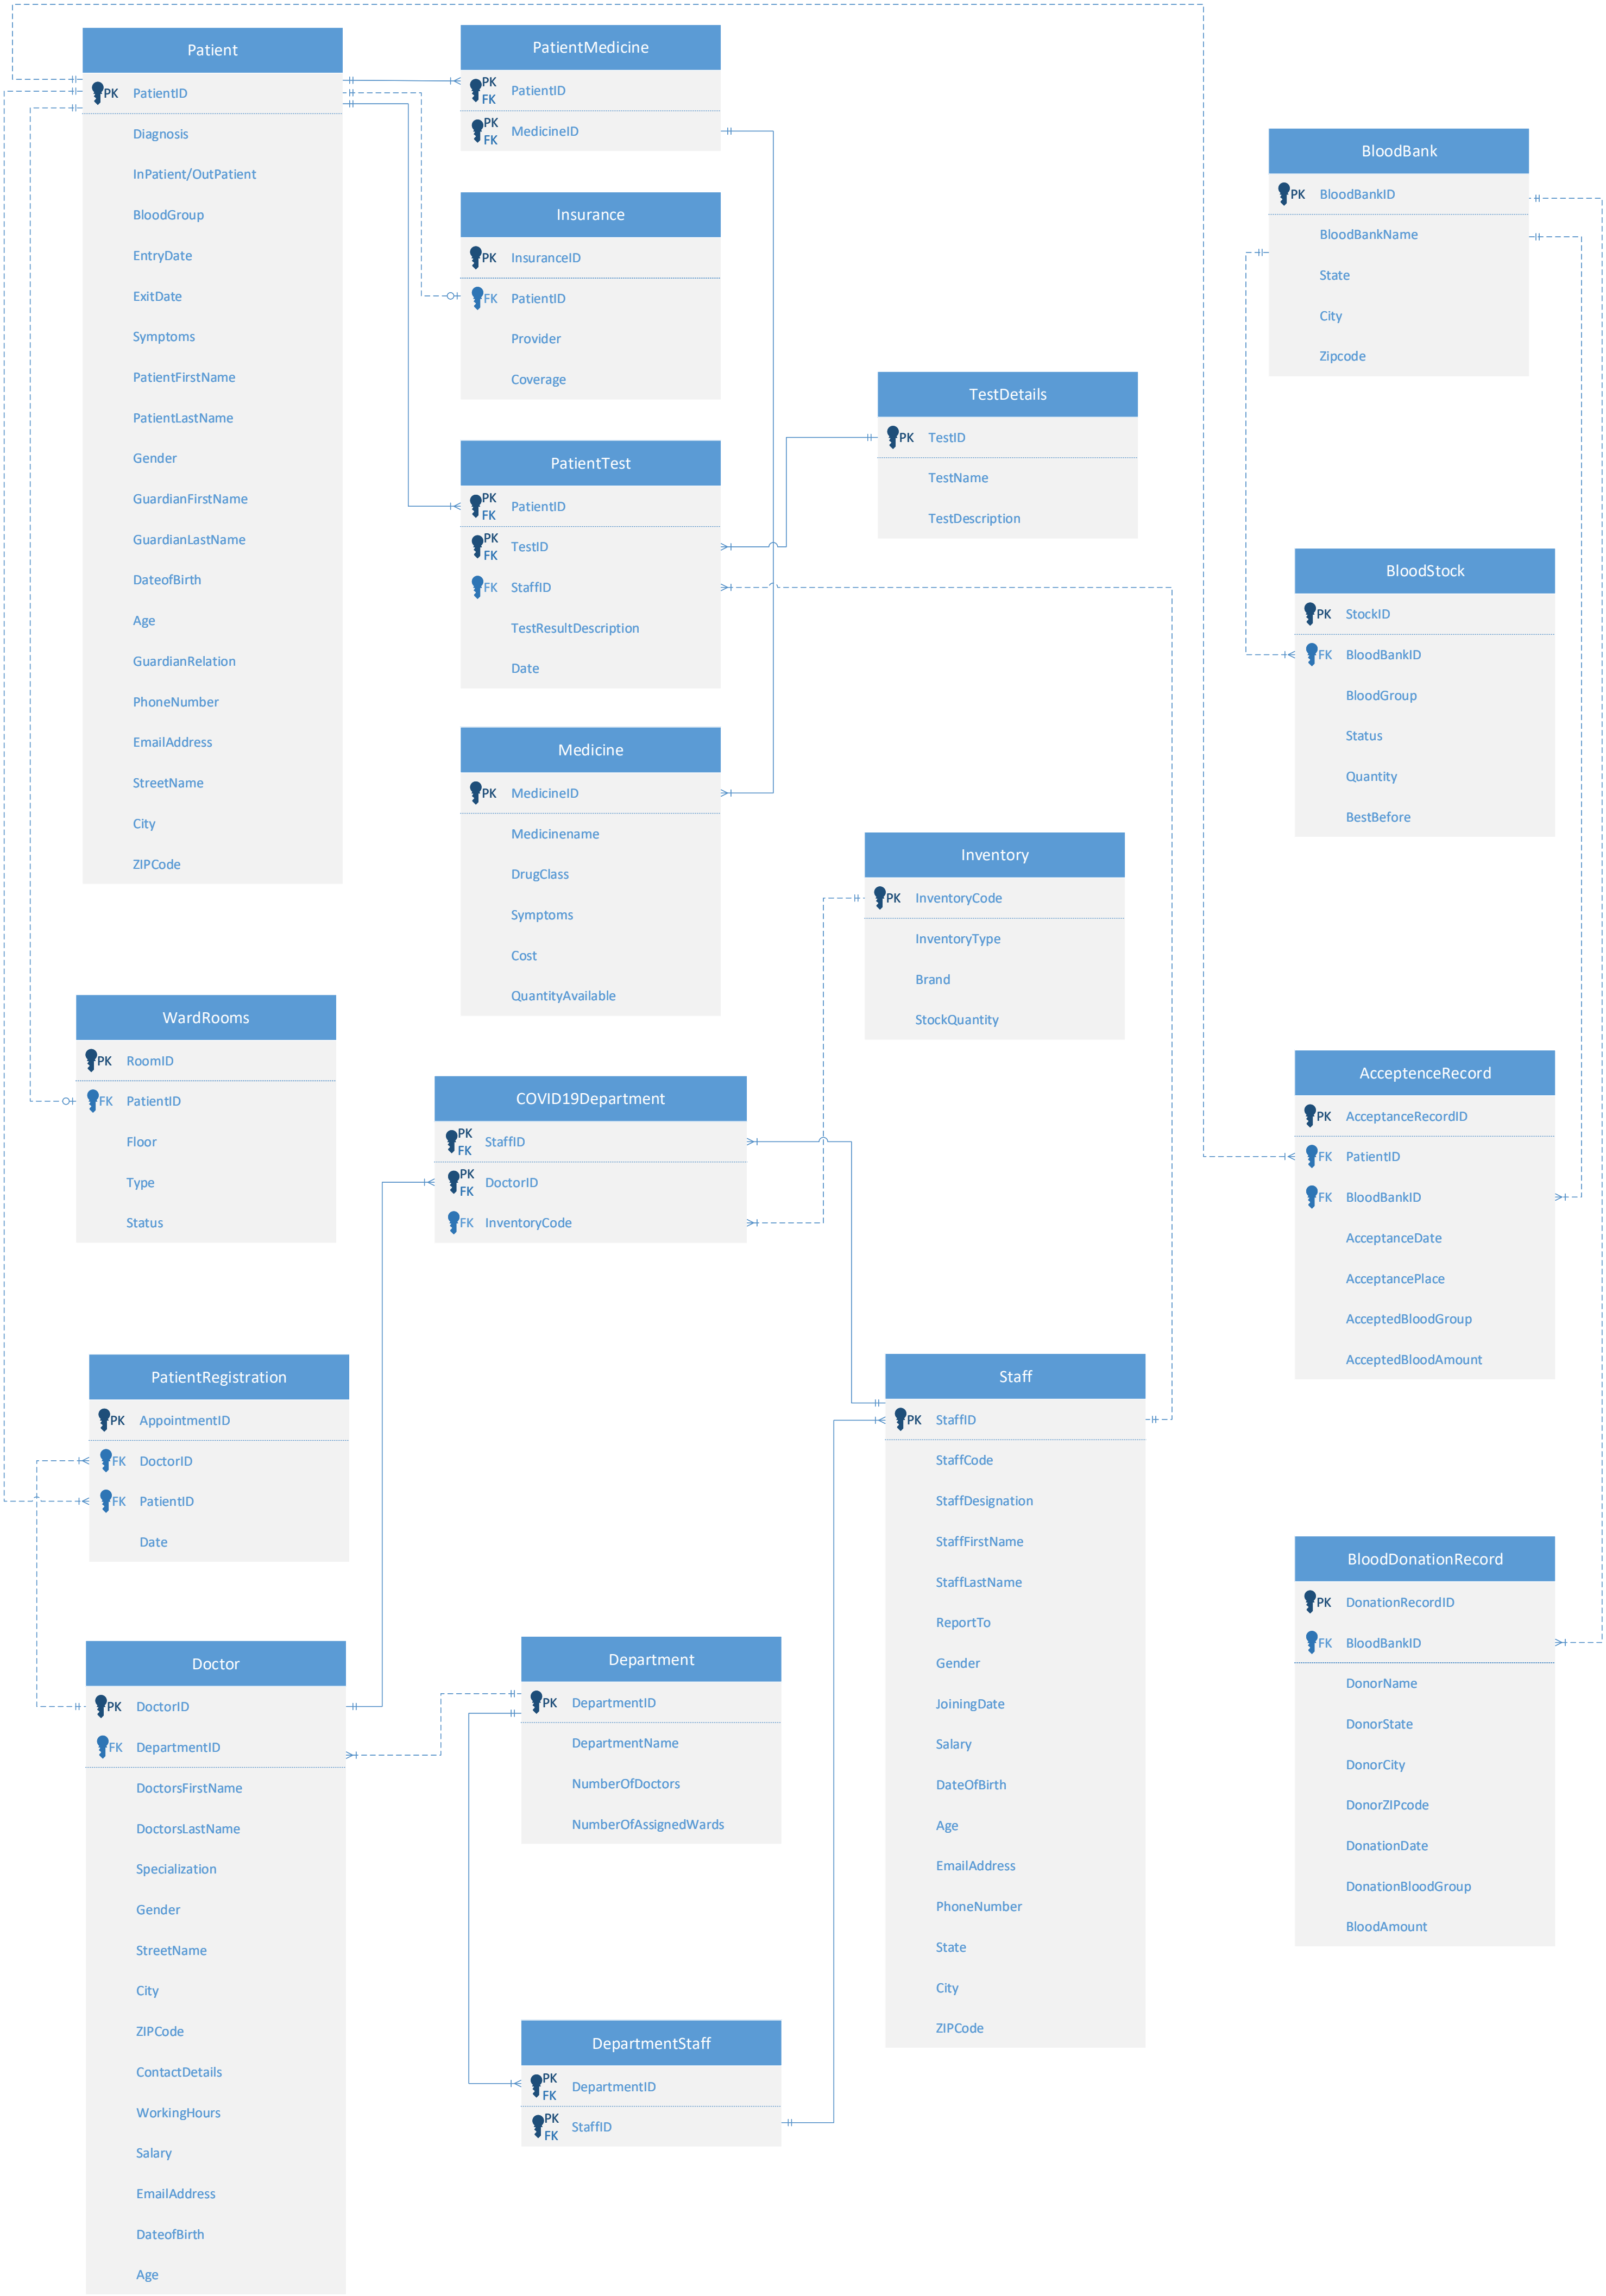 Patient
PK PatientID
Diagnosis
InPatient/OutPatient
BloodGroup
EntryDate
ExitDate
Symptoms
PatientFirstName
PatientLastName
Gender
GuardianFirstName
GuardianLastName
DateofBirth
Age
GuardianRelation
PhoneNumber
EmailAddress
StreetName
City
ZIPCode
PatientMedicine
PK FK PatientID
PK FK MedicineID
Insurance
PK InsuranceID
FK PatientID
Provider
Coverage
PatientTest
PK FK PatientID
PK FK TestID
FK StaffID
TestResultDescription
Date
Medicine
PK MedicineID
Medicinename
DrugClass
Symptoms
Cost
QuantityAvailable
TestDetails
PK TestID
TestName
TestDescription
BloodBank
PK BloodBankID
BloodBankName
State
City
Zipcode
BloodStock
PK StockID
FK BloodBankID
BloodGroup
Status
Quantity
BestBefore
Inventory
PK InventoryCode
InventoryType
Brand
StockQuantity
WardRooms
PK RoomID
FK PatientID
Floor
Type
Status
COVID19Department
PK FK StaffID
PK FK DoctorID
FK InventoryCode
AcceptenceRecord
PK AcceptanceRecordID
FK PatientID
FK BloodBankID
AcceptanceDate
AcceptancePlace
AcceptedBloodGroup
AcceptedBloodAmount
PatientRegistration
PK AppointmentID
FK DoctorID
FK PatientID
Date
Staff
PK StaffID
StaffCode
StaffDesignation
StaffFirstName
StaffLastName
ReportTo
Gender
JoiningDate
Salary
DateOfBirth
Age
EmailAddress
PhoneNumber
State
City
ZIPCode
BloodDonationRecord
PK DonationRecordID
FK BloodBankID
DonorName
DonorState
DonorCity
DonorZIPcode
DonationDate
DonationBloodGroup
BloodAmount
Doctor
PK DoctorID
FK DepartmentID
DoctorsFirstName
DoctorsLastName
Specialization
Gender
StreetName
City
ZIPCode
ContactDetails
WorkingHours
Salary
EmailAddress
DateofBirth
Age
Department
PK DepartmentID
DepartmentName
NumberOfDoctors
NumberOfAssignedWards
DepartmentStaff
PK FK DepartmentID
PK FK StaffID